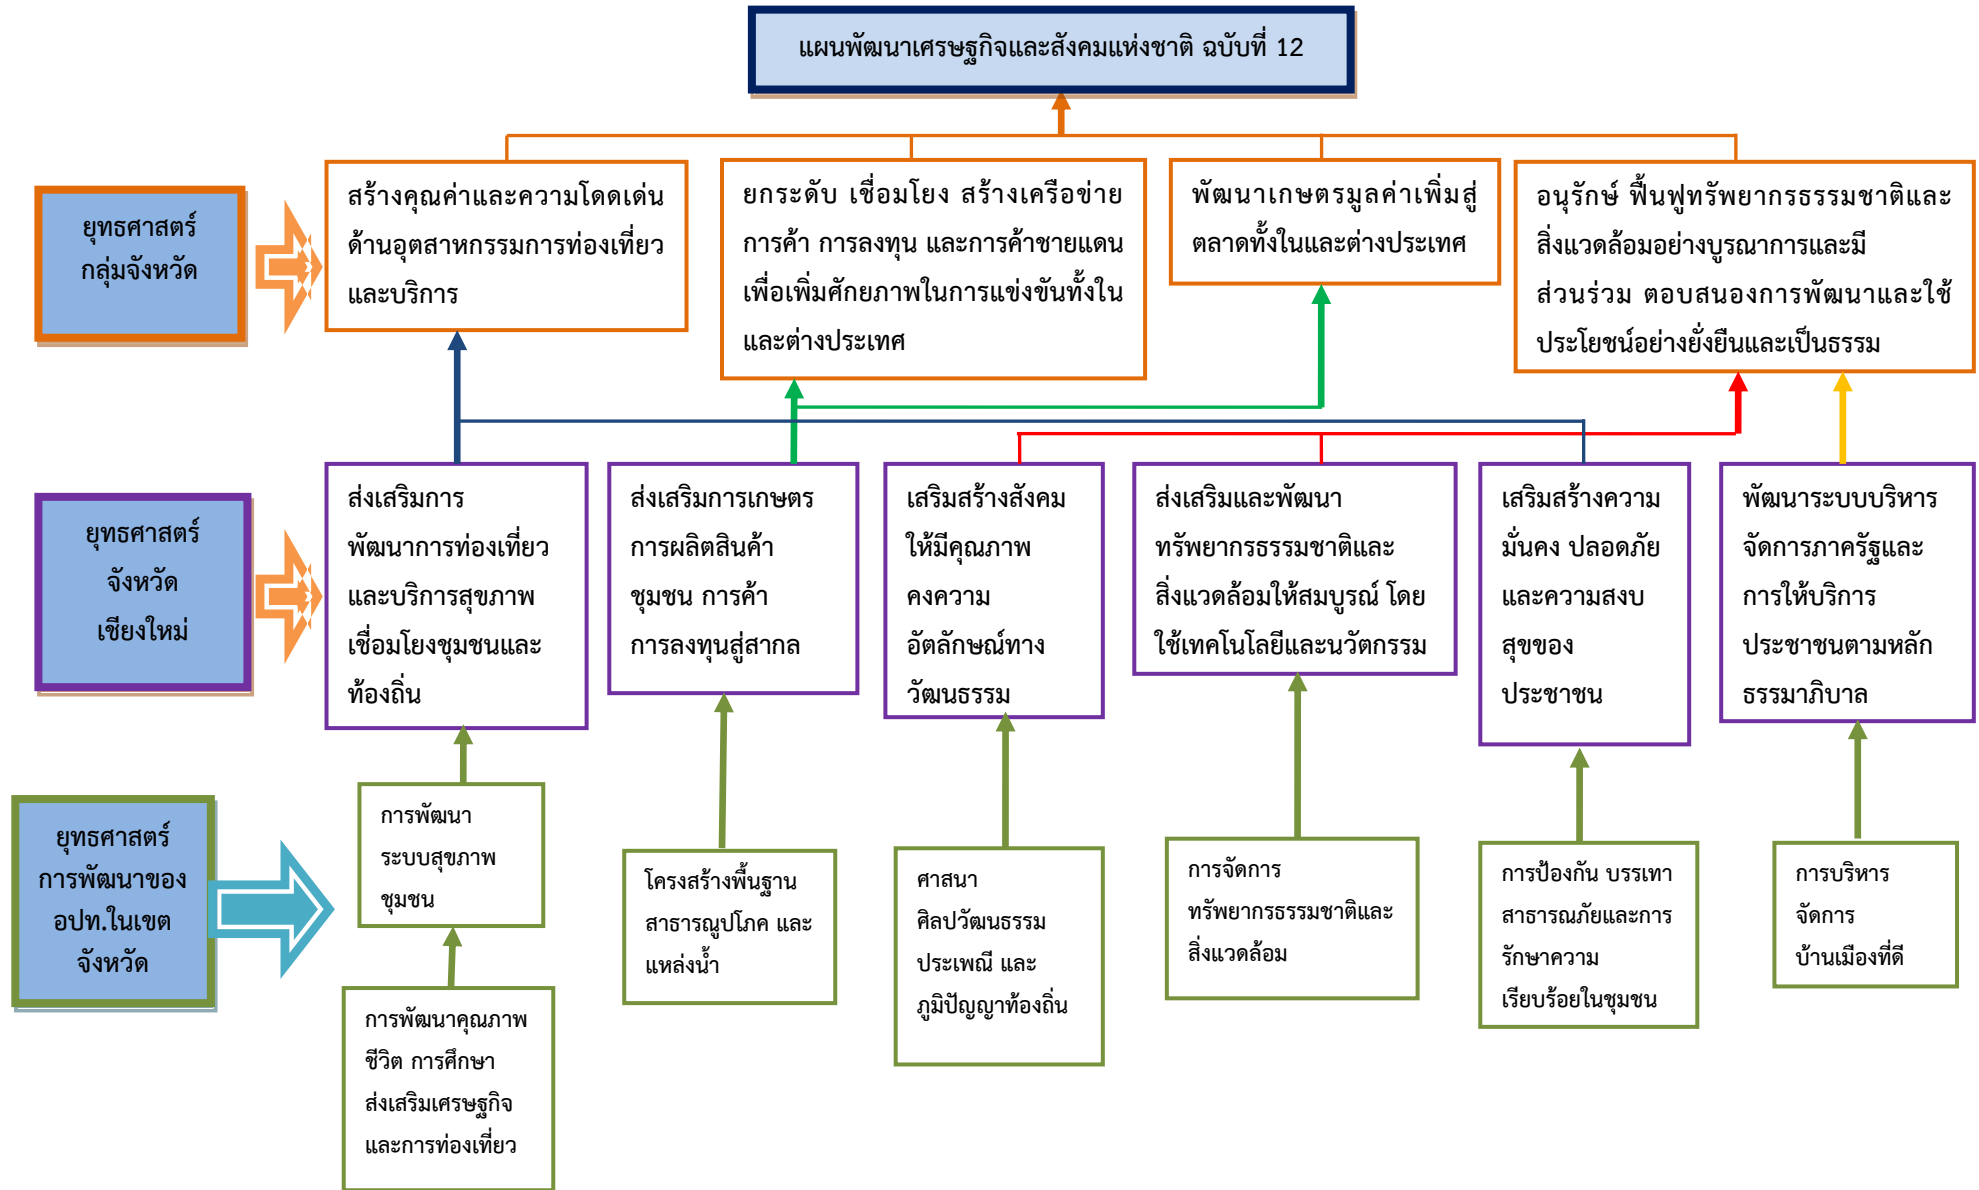 แผนพัฒนาเศรษฐกิจและสังคมแห่งชาติ ฉบับที่ 12
ยุทธศาสตร์
กลุ่มจังหวัด
สร้างคุณค่าและความโดดเด่น
ด้านอุตสาหกรรมการท่องเที่ยว
และบริการ
ยกระดับ เชื่อมโยง สร้างเครือข่าย
การค้า การลงทุน และการค้าชายแดน
เพื่อเพิ่มศักยภาพในการแข่งขันทั้งใน
และต่างประเทศ
พัฒนาเกษตรมูลค่าเพิ่มสู่
ตลาดทั้งในและต่างประเทศ
อนุรักษ์ ฟื้นฟูทรัพยากรธรรมชาติและ
สิ่งแวดล้อมอย่างบูรณาการและมี
ส่วนร่วม ตอบสนองการพัฒนาและใช้
ประโยชน์อย่างยั่งยืนและเป็นธรรม
ยุทธศาสตร์
จังหวัด
เชียงใหม่
ส่งเสริมการ
พัฒนาการท่องเที่ยว
และบริการสุขภาพ
เชื่อมโยงชุมชนและ
ท้องถิ่น
ส่งเสริมการเกษตร
การผลิตสินค้า
ชุมชน การค้า
การลงทุนสู่สากล
เสริมสร้างสังคม
ให้มีคุณภาพ
คงความ
อัตลักษณ์ทาง
วัฒนธรรม
ส่งเสริมและพัฒนา
ทรัพยากรธรรมชาติและ
สิ่งแวดล้อมให้สมบูรณ์ โดย
ใช้เทคโนโลยีและนวัตกรรม
เสริมสร้างความ
มั่นคง ปลอดภัย
และความสงบ
สุขของ
ประชาชน
พัฒนาระบบบริหาร
จัดการภาครัฐและ
การให้บริการ
ประชาชนตามหลัก
ธรรมาภิบาล
ยุทธศาสตร์
การพัฒนาของ
อปท.ในเขต
จังหวัด
การพัฒนา
ระบบสุขภาพ
ชุมชน
การพัฒนาคุณภาพ
ชีวิต การศึกษา
ส่งเสริมเศรษฐกิจ
และการท่องเที่ยว
โครงสร้างพื้นฐาน
สาธารณูปโภค และ
แหล่งน้ำ
ศาสนา
ศิลปวัฒนธรรม
ประเพณี และ
ภูมิปัญญาท้องถิ่น
การจัดการ
ทรัพยากรธรรมชาติและ
สิ่งแวดล้อม
การป้องกัน บรรเทา
สาธารณภัยและการ
รักษาความ
เรียบร้อยในชุมชน
การบริหาร
จัดการ
บ้านเมืองที่ดี